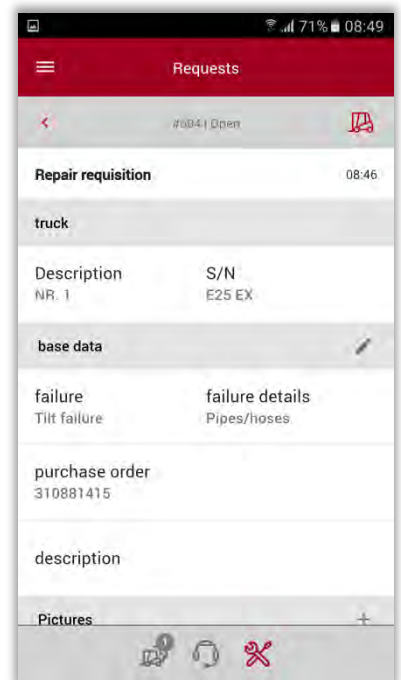 71% 08:49
Requests
#604 | Open
Repair requisition 08:46
truck
Description S/N
NR. 1 E25 EX
base data
failure failure details
Tilt failure Pipes/hoses
purchase order
310881415
description
Pictures +
1